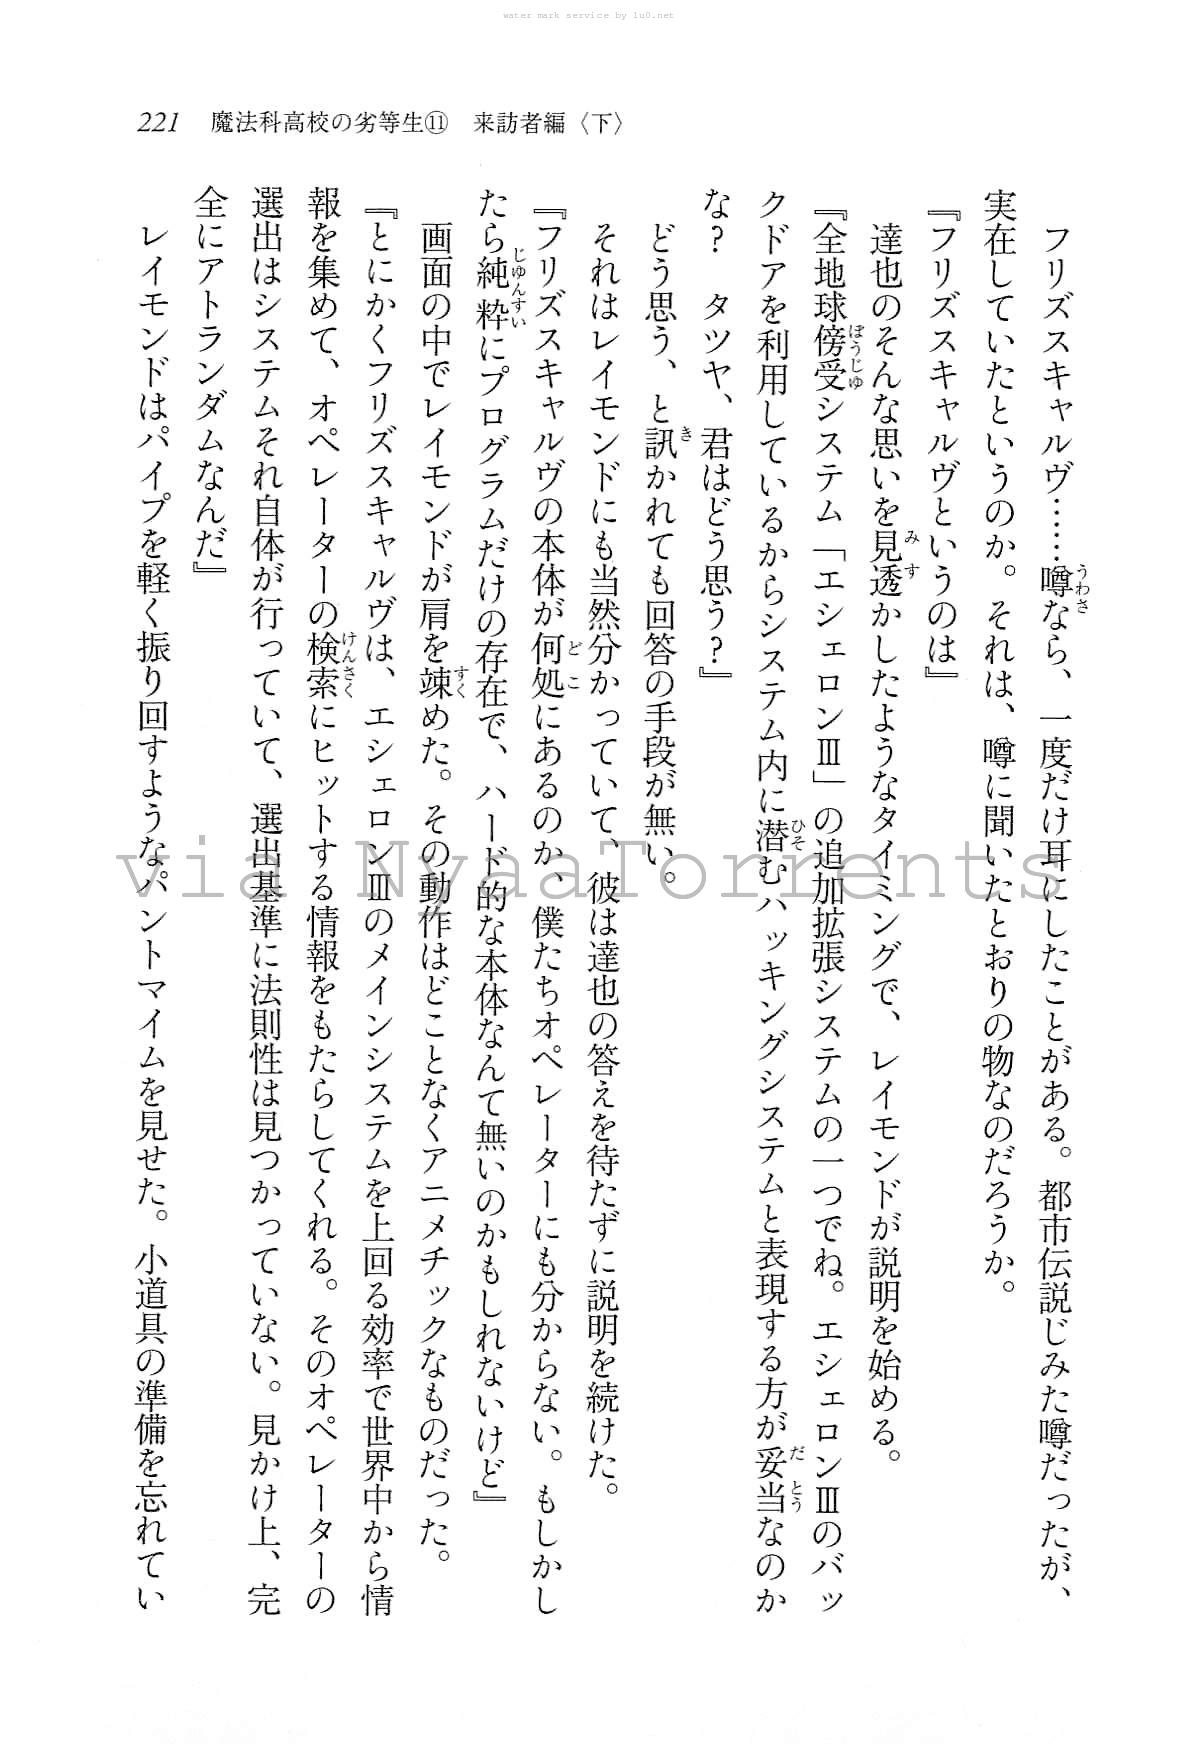 water mark service by lu0.net
221 魔法科高校の劣等生⑪ 来訪者編〈下〉
フリズスキャルヴ……噂なら、一度だけ耳にしたことがある。都市伝説じみた噂だったが、
実在していたというのか。それは、噂に聞いたとおりの物なのだろうか。
『フリズスキャルヴというのは』
達也のそんな思いを見透かしたようなタイミングで、レイモンドが説明を始める。
『全地球傍受システム「エシェロンⅢ」の追加拡張システムの一つでね。エシェロンⅢのバッ
クドアを利用しているからシステム内に潜むハッキングシステムと表現する方が妥当なのか
な? タツヤ、君はどう思う?』
どう思う、と訊かれても回答の手段が無い。
それはレイモンドにも当然分かっていて、彼は達也の答えを待たずに説明を続けた。
『フリズスキャルヴの本体が何処にあるのか、僕たちオペレーターにも分からない。もしかし
たら純粋にプログラムだけの存在で、ハード的な本体なんて無いのかもしれないけど』
画面の中でレイモンドが肩を竦めた。その動作はどことなくアニメチックなものだった。
『とにかくフリズスキャルヴは、エシェロンⅢのメインシステムを上回る効率で世界中から情
報を集めて、オペレーターの検索にヒットする情報をもたらしてくれる。そのオペレーターの
選出はシステムそれ自体が行っていて、選出基準に法則性は見つかっていない。見かけ上、完
全にアトランダムなんだ』
レイモンドはパイプを軽く振り回すようなパントマイムを見せた。小道具の準備を忘れてい
via NyaaTorrents